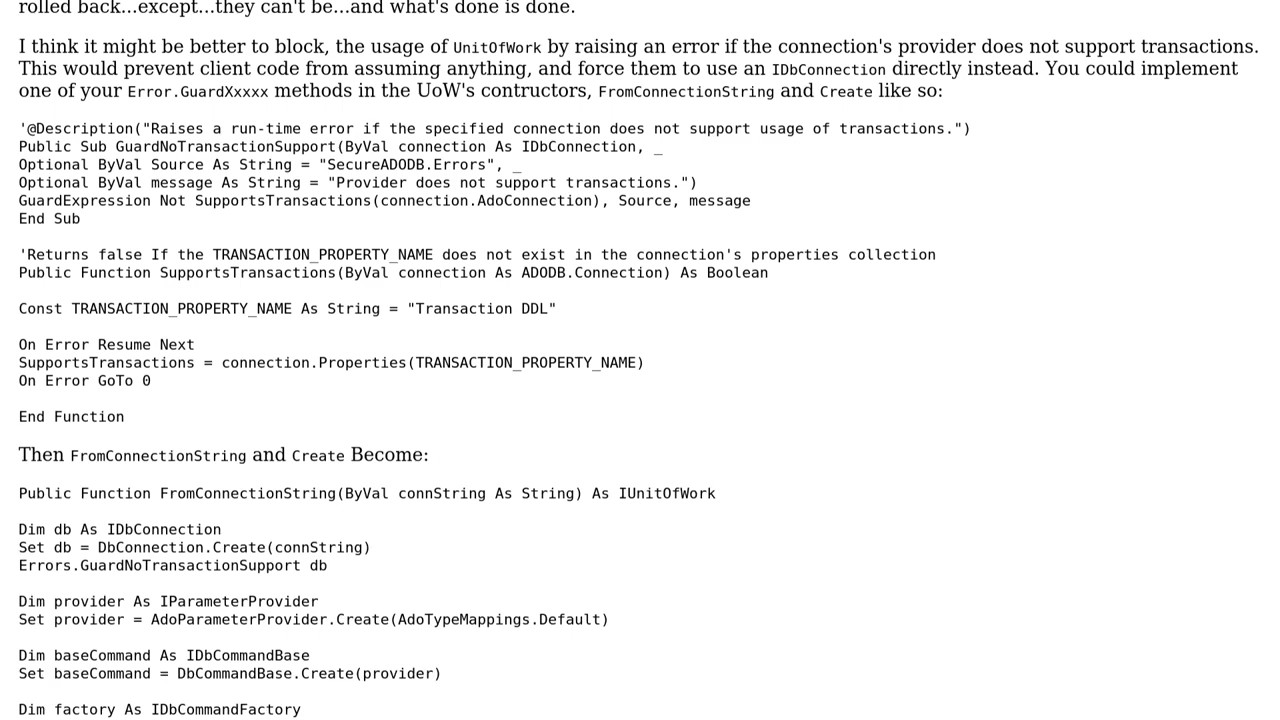 rolled back...except...they can't be...and what's done is done.
I think it might be better to block, the usage of UnitOfWork by raising an error if the connection's provider does not support transactions.
This would prevent client code from assuming anything, and force them to use an IDbConnection directly instead. You could implement
one of your Error.GuardXxxxx methods in the UoW's contructors, FromConnectionString and Create like so:
'@Description("Raises a run-time error if the specified connection does not support usage of transactions.")
Public Sub GuardNoTransactionSupport(ByVal connection As IDbConnection, _
Optional ByVal Source As String = "SecureADODB.Errors", _
Optional ByVal message As String = "Provider does not support transactions.")
GuardExpression Not SupportsTransactions(connection.AdoConnection), Source, message
End Sub
'Returns false If the TRANSACTION_PROPERTY_NAME does not exist in the connection's properties collection
Public Function SupportsTransactions(ByVal connection As ADODB.Connection) As Boolean
Const TRANSACTION_PROPERTY_NAME As String = "Transaction DDL"
On Error Resume Next
SupportsTransactions = connection.Properties(TRANSACTION_PROPERTY_NAME)
On Error GoTo 0
End Function
Then FromConnectionString and Create Become:
Public Function FromConnectionString(ByVal connString As String) As IUnitOfWork
Dim db As IDbConnection
Set db = DbConnection.Create(connString)
Errors.GuardNoTransactionSupport db
Dim provider As IParameterProvider
Set provider = AdoParameterProvider.Create(AdoTypeMappings.Default)
Dim baseCommand As IDbCommandBase
Set baseCommand = DbCommandBase.Create(provider)
Dim factory As IDbCommandFactory